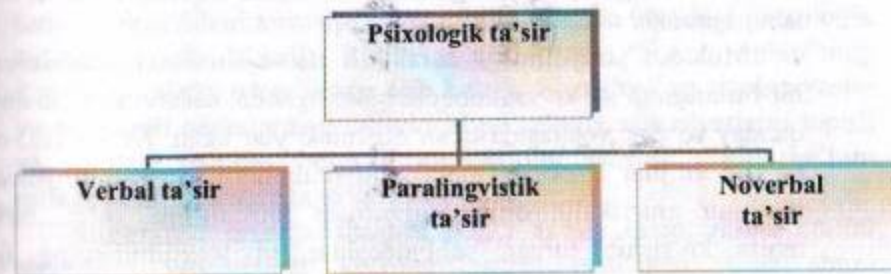 Psixologik ta'sir
Verbal ta'sir
Paralingvistik
ta'sir
Noverbal
ta'sir